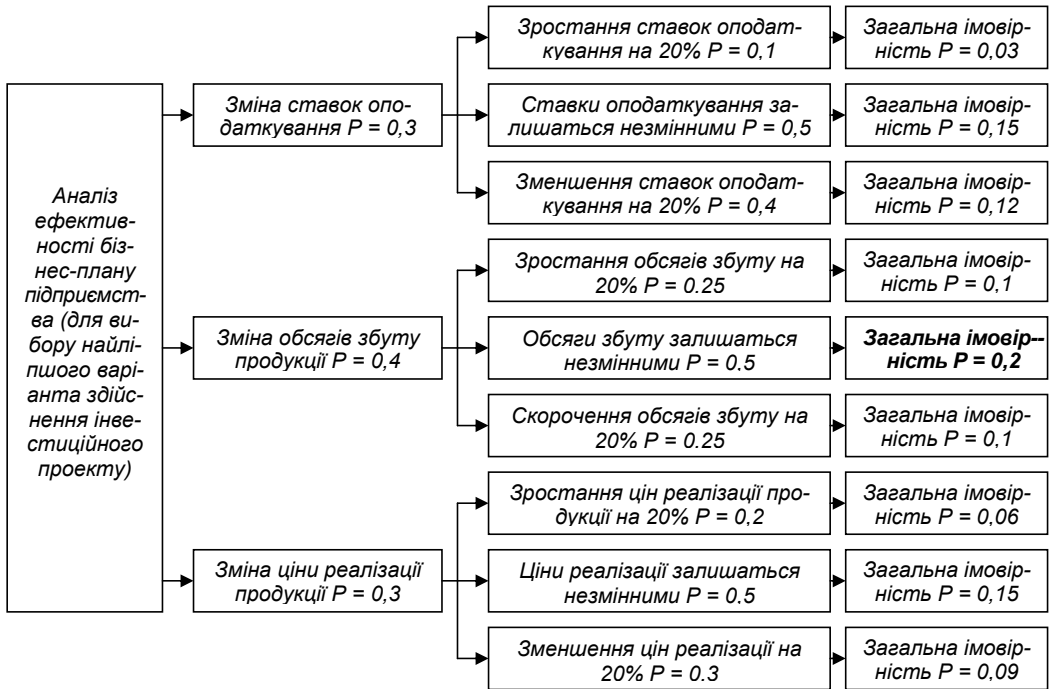 Аналіз
ефектив-
ності біз-
нес-плану
підприємст-
ва (для ви-
бору найлі-
пшого варі-
анта здійс-
нення інве-
стиційного
проекту)
Зміна ставок опо-
даткування P = 0,3
Зростання ставок оподат-
кування на 20% P = 0,1
Загальна імовір-
ність P = 0,03
Ставки оподаткування за-
лишаться незмінними P = 0,5
Загальна імовір-
ність P = 0,15
Зменшення ставок оподат-
кування на 20% P = 0,4
Загальна імовір-
ність P = 0,12
Зміна обсягів збуту
продукції P = 0,4
Зростання обсягів збуту на
20% P = 0.25
Загальна імовір-
ність P = 0,1
Обсяги збуту залишаться
незмінними P = 0.5
Загальна імовір--
ність P = 0,2
Скорочення обсягів збуту на
20% P = 0.25
Загальна імовір-
ність P = 0,1
Зміна ціни реалізації
продукції P = 0,3
Зростання цін реалізації про-
дукції на 20% P = 0,2
Загальна імовір-
ність P = 0,06
Ціни реалізації залишаться
незмінними P = 0.5
Загальна імовір-
ність P = 0,15
Зменшення цін реалізації на
20% P = 0.3
Загальна імовір-
ність P = 0,09